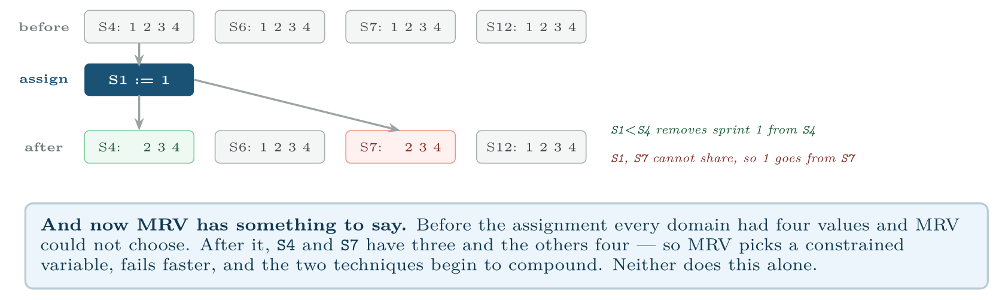 before S4: 1 2 3 4 S6: 1 2 3 4 S7: 1 2 3 4 S12: 1 2 3 4
assign S1 := 1
after S4: 2 3 4 S6: 1 2 3 4 S7: 2 3 4 S12: 1 2 3 4
S1<S4 removes sprint 1 from S4
S1, S7 cannot share, so 1 goes from S7
And now MRV has something to say. Before the assignment every domain had four values and MRV
could not choose. After it, S4 and S7 have three and the others four — so MRV picks a constrained
variable, fails faster, and the two techniques begin to compound. Neither does this alone.